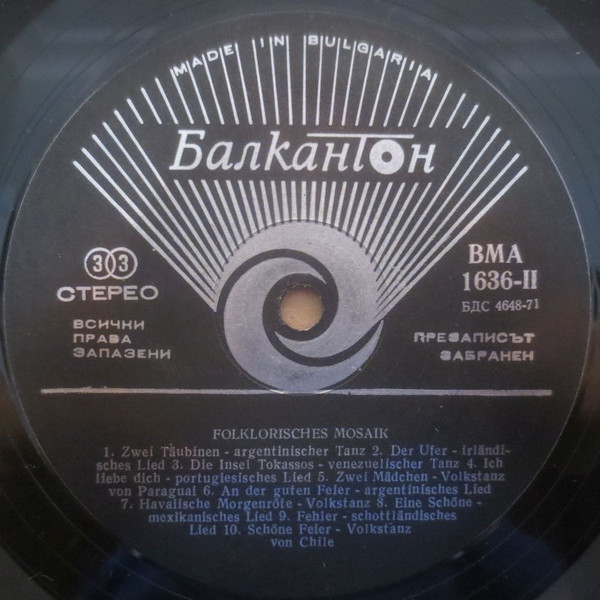 MADE IN BULGARIA
Балкантон
33
СТЕРЕО
ВСИЧКИ
ПРАВА
ЗАПАЗЕНИ
ВМА
1636-II
БДС 4648-71
ПРЕЗАПИСЪТ
ЗАБРАНЕН
FOLKLORISCHES MOSAIK
1. Zwei Täubinen - argentinischer Tanz 2. Der Ufer - irländi-
sches Lied 3. Die Insel Tokassos - venezuelischer Tanz 4. Ich
liebe dich - portugiesisches Lied 5. Zwei Mädchen - Volkstanz
von Paraguai 6. An der guten Feier - argentinisches Lied
7. Havaiische Morgenröte - Volkstanz 8. Eine Schöne -
mexikanisches Lied 9. Fehler - schottländisches
Lied 10. Schöne Feier - Volkstanz
von Chile